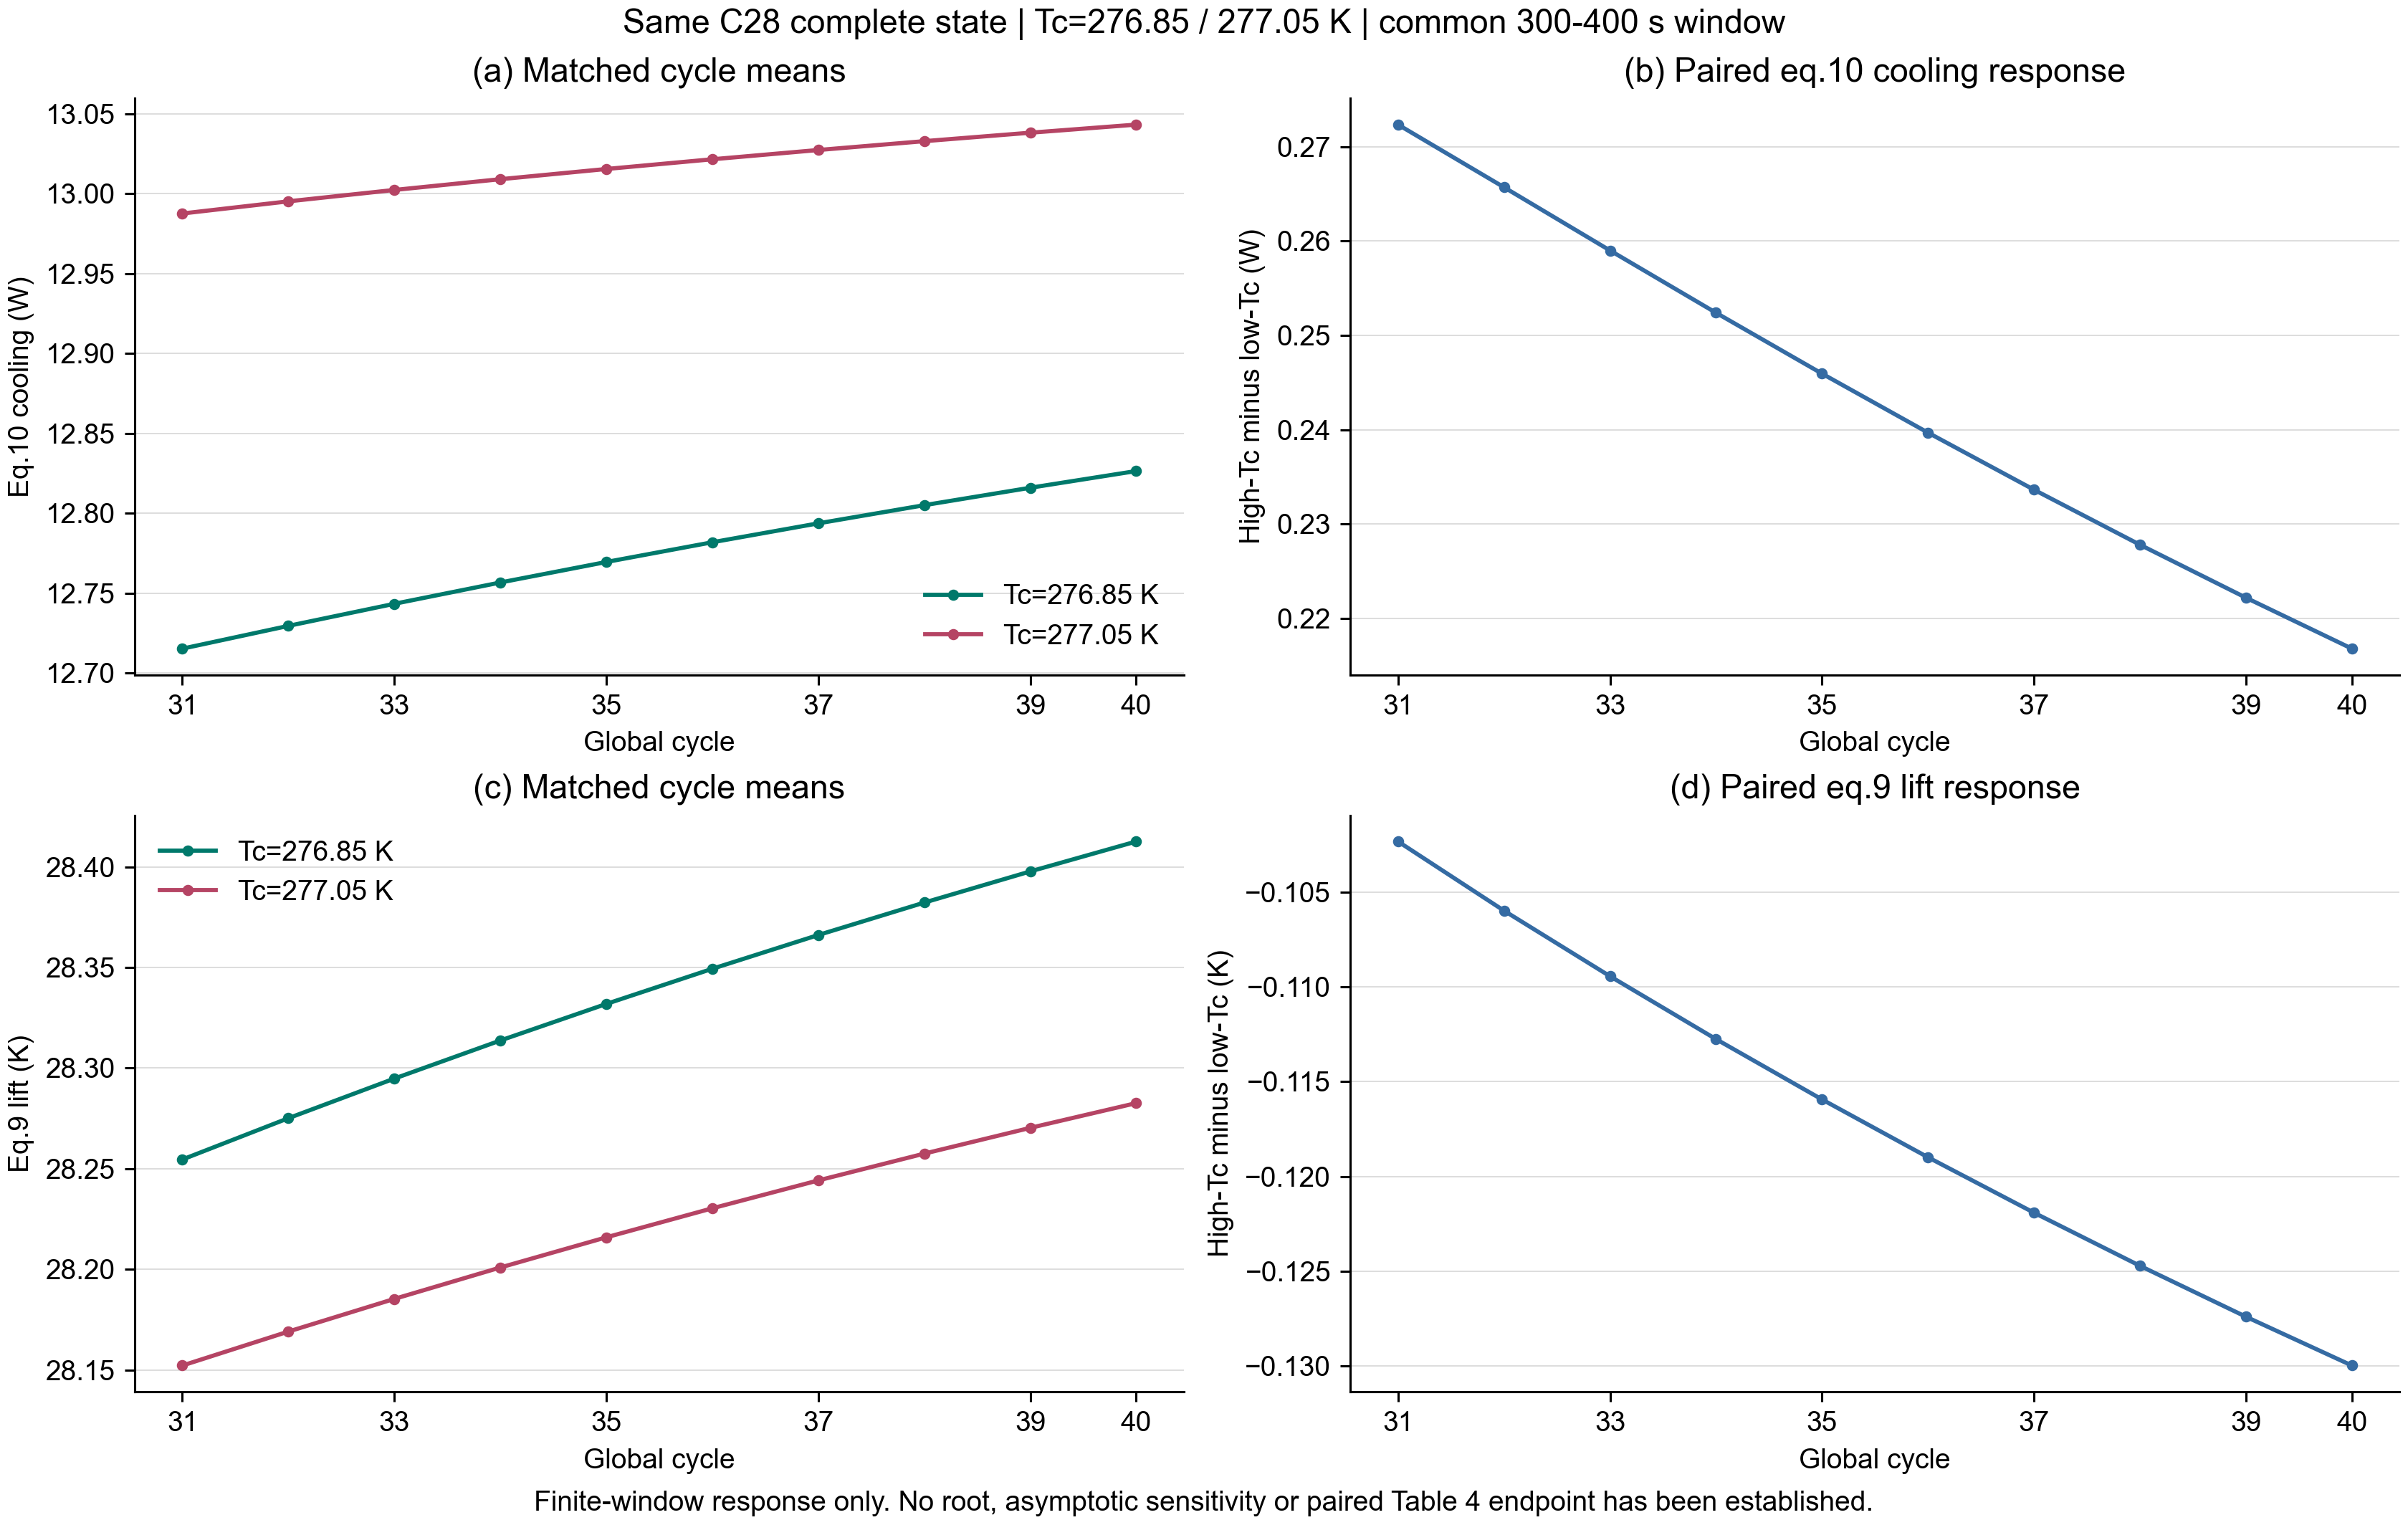 Same C28 complete state | Tc=276.85 / 277.05 K | common 300-400 s window
(a) Matched cycle means
13.05
13.00
12.95
12.90
12.85
12.80
12.75
12.70
Eq.10 cooling (W)
Tc=276.85 K
Tc=277.05 K
31
33
35
37
39
40
Global cycle
(b) Paired eq.10 cooling response
0.27
0.26
0.25
0.24
0.23
0.22
High-Tc minus low-Tc (W)
31
33
35
37
39
40
Global cycle
(c) Matched cycle means
Tc=276.85 K
Tc=277.05 K
28.40
28.35
28.30
28.25
28.20
28.15
Eq.9 lift (K)
31
33
35
37
39
40
Global cycle
(d) Paired eq.9 lift response
−0.105
−0.110
−0.115
−0.120
−0.125
−0.130
High-Tc minus low-Tc (K)
31
33
35
37
39
40
Global cycle
Finite-window response only. No root, asymptotic sensitivity or paired Table 4 endpoint has been established.